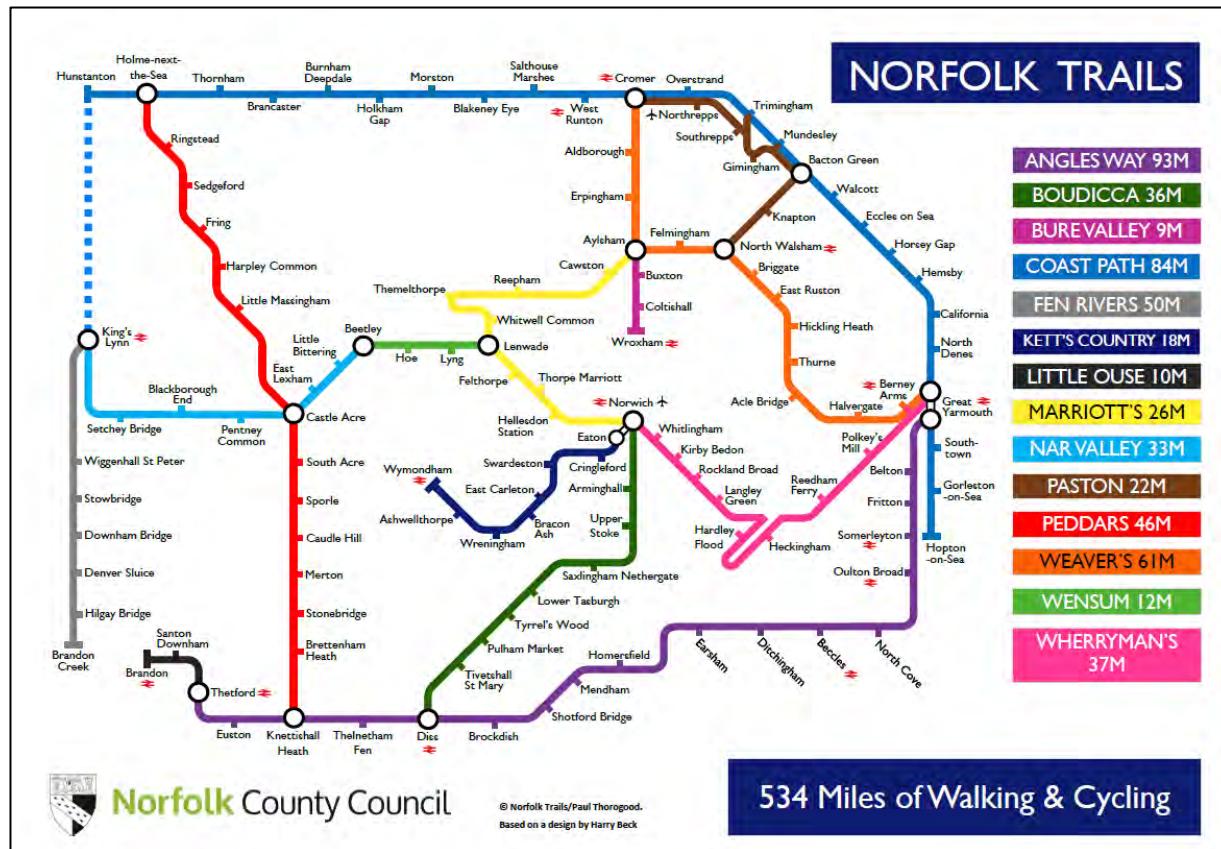 NORFOLK TRAILS
Holme-next-
the-Sea
Hunstanton
Thornham
Burnham
Deepdale
Morston
Salthouse
Marshes
Cromer
Overstrand
Brancaster
Holkham
Gap
Blakeney Eye
West
Runton
Northrepps
Southrepps
Gimingham
Trimingham
Mundesley
Bacton Green
Walcott
Eccles on Sea
Horsey Gap
Hemsby
California
North
Denes
Great
Yarmouth
South-
town
Gorleston
-on-Sea
Hopton
-on-Sea
Ringstead
Sedgeford
Fring
Harpley Common
Little Massingham
Aldborough
Erpingham
Aylsham
Felmingham
North Walsham
Knapton
Briggate
East Ruston
Hickling Heath
Thurne
Acle Bridge
Halvergate
Berney
Arms
Buxton
Coltishall
Wroxham
Cawston
Reepham
Themelthorpe
Whitwell Common
Lenwade
Felthorpe
Thorpe Marriott
Hellesdon
Station
Norwich
King's
Lynn
Setchey Bridge
Blackborough
End
Pentney
Common
Castle Acre
East
Lexham
Little
Bittering
Beetley
Hoe
Lyng
Wiggenhall St Peter
Stowbridge
Downham Bridge
Denver Sluice
Hilgay Bridge
Brandon
Creek
South Acre
Sporle
Caudle Hill
Merton
Stonebridge
Brettenham
Heath
Knettishall
Heath
Eaton
Cringleford
Swardeston
East Carleton
Bracon
Ash
Wreningham
Ashwellthorpe
Wymondham
Arminghall
Upper
Stoke
Saxlingham Nethergate
Lower Tasburgh
Tyrrel's Wood
Pulham Market
Tivetshall
St Mary
Diss
Whitlingham
Kirby Bedon
Rockland Broad
Langley
Green
Hardley
Flood
Heckingham
Reedham
Ferry
Polkey's
Mill
Belton
Fritton
Somerleyton
Oulton Broad
North Cove
Beccles
Ditchingham
Earsham
Homersfield
Mendham
Shotford Bridge
Brockdish
Thelnetham
Fen
Euston
Thetford
Santon
Downham
Brandon
ANGLES WAY 93M
BOUDICCA 36M
BURE VALLEY 9M
COAST PATH 84M
FEN RIVERS 50M
KETT'S COUNTRY 18M
LITTLE OUSE 10M
MARRIOTT'S 26M
NAR VALLEY 33M
PASTON 22M
PEDDARS 46M
WEAVER'S 61M
WENSUM 12M
WHERRYMAN'S
37M
Norfolk County Council
© Norfolk Trails/Paul Thorogood.
Based on a design by Harry Beck
534 Miles of Walking & Cycling